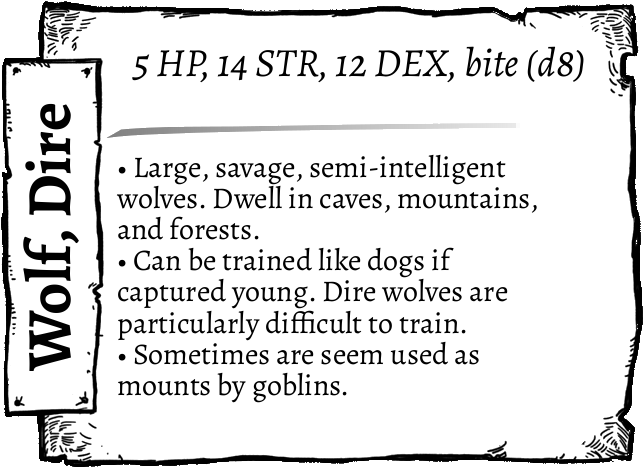 Wolf, Dire
5 HP, 14 STR, 12 DEX, bite (d8)
• Large, savage, semi-intelligent
wolves. Dwell in caves, mountains,
and forests.
• Can be trained like dogs if
captured young. Dire wolves are
particularly difficult to train.
• Sometimes are seem used as
mounts by goblins.